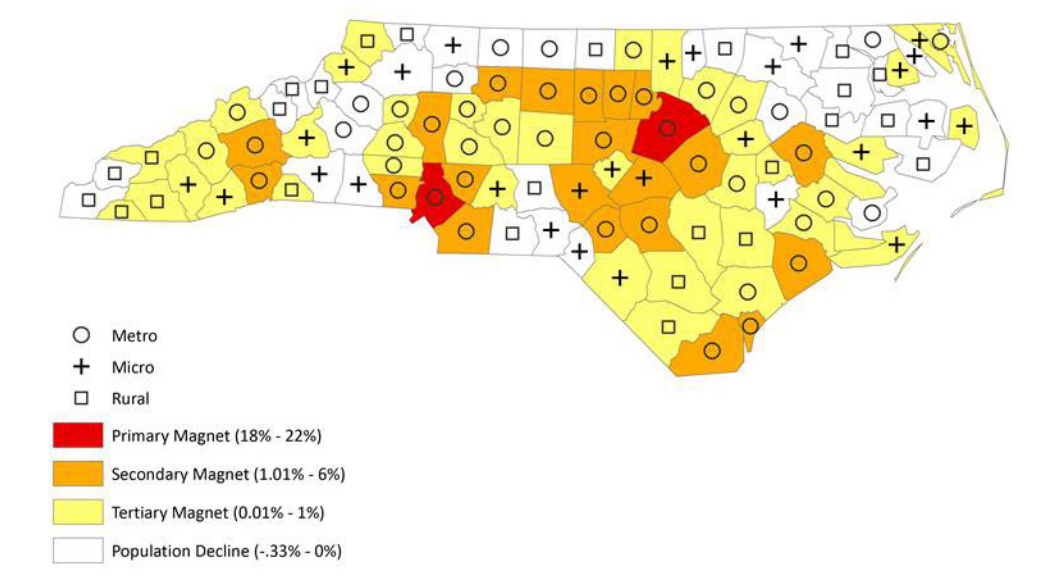 Metro
Micro
Rural
Primary Magnet (18% - 22%)
Secondary Magnet (1.01% - 6%)
Tertiary Magnet (0.01% - 1%)
Population Decline (-.33% - 0%)